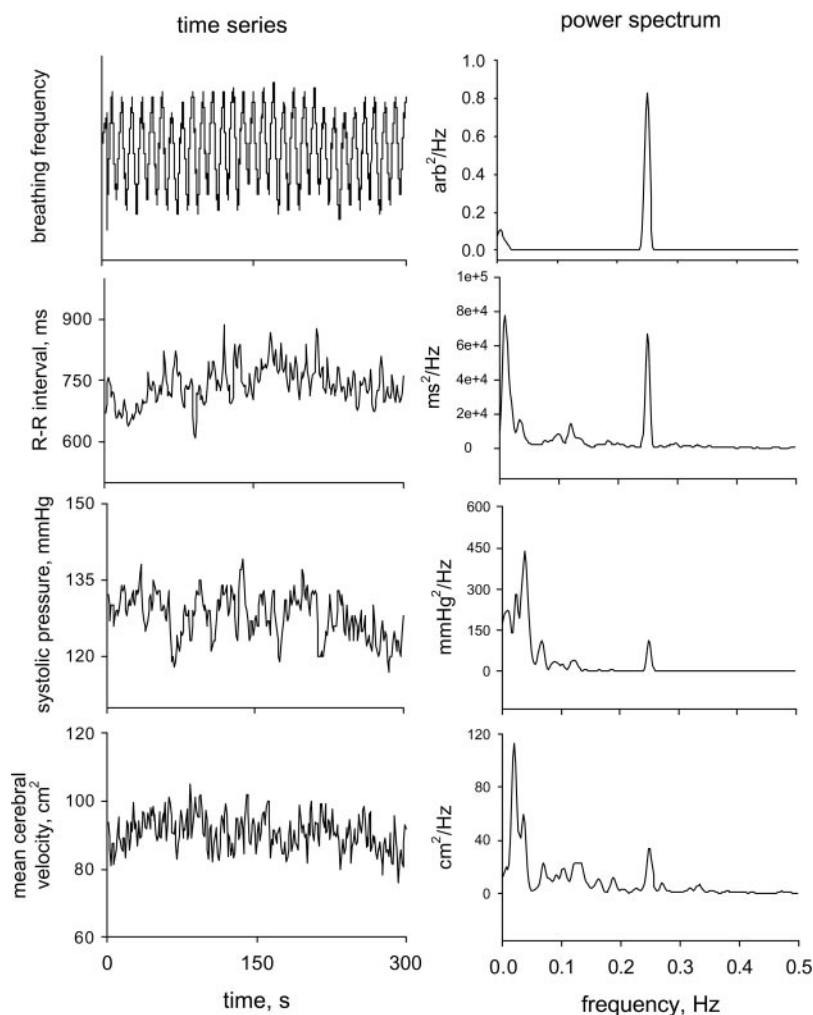 time series
power spectrum
breathing frequency
arb²/Hz
1.0
0.8
0.6
0.4
0.2
0.0
R-R interval, ms
900
750
600
ms²/Hz
1e+5
8e+4
6e+4
4e+4
2e+4
0
systolic pressure, mmHg
150
135
120
mmHg²/Hz
600
450
300
150
0
mean cerebral
velocity, cm²
120
100
80
60
cm²/Hz
120
80
40
0
0
150
300
0.0
0.1
0.2
0.3
0.4
0.5
time, s
frequency, Hz